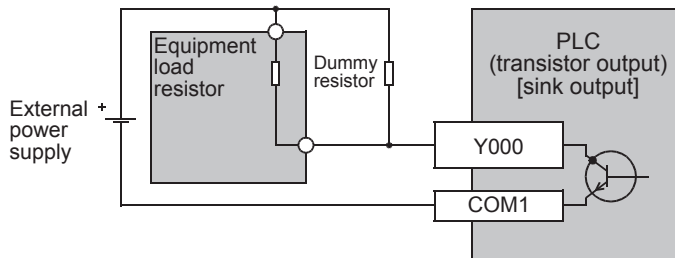 Equipment
load
resistor
Dummy
resistor
PLC
(transistor output)
[sink output]
External
power
supply
+
Y000
COM1